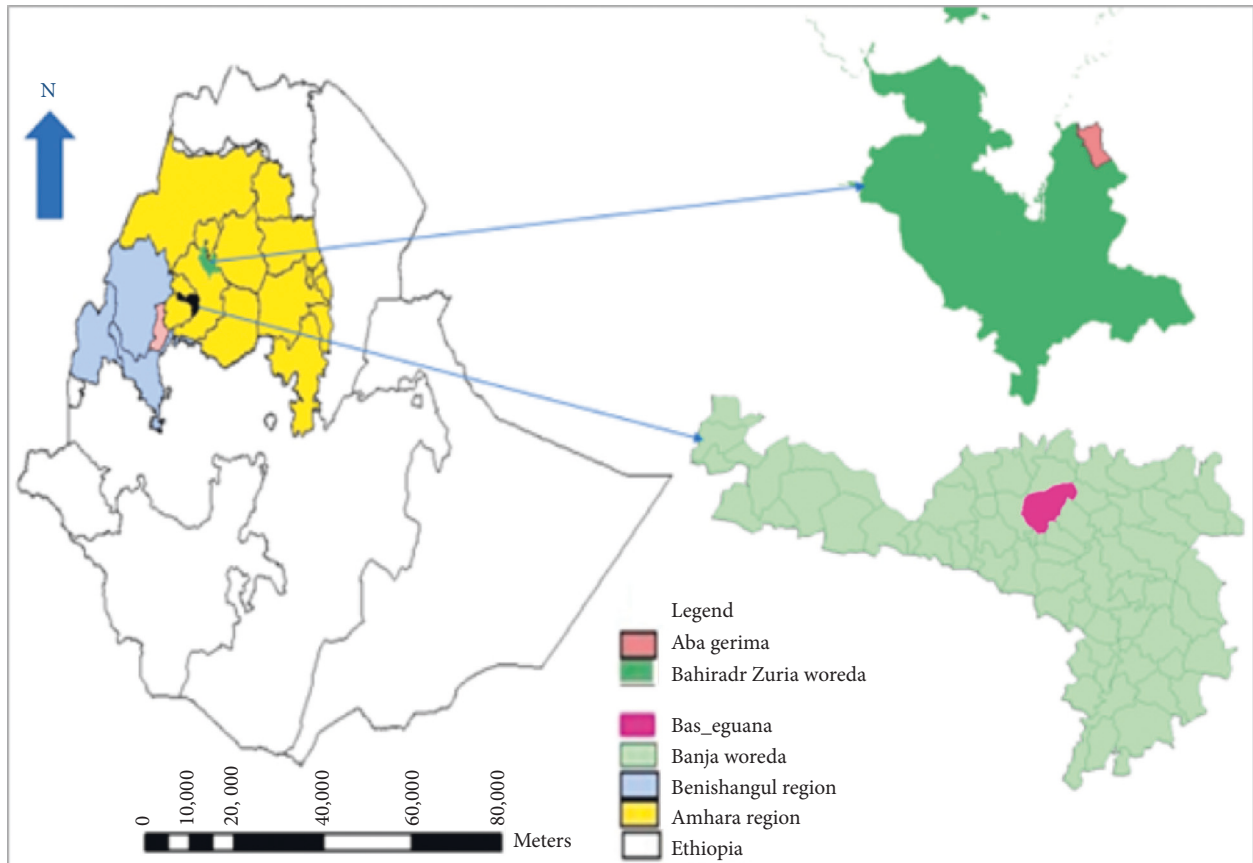 N
Legend
Aba gerima
Bahiradr Zuria woreda
Bas_eguana
Banja woreda
Benishangul region
Amhara region
Ethiopia
0
10,000
20, 000
40,000
60,000
80,000
Meters